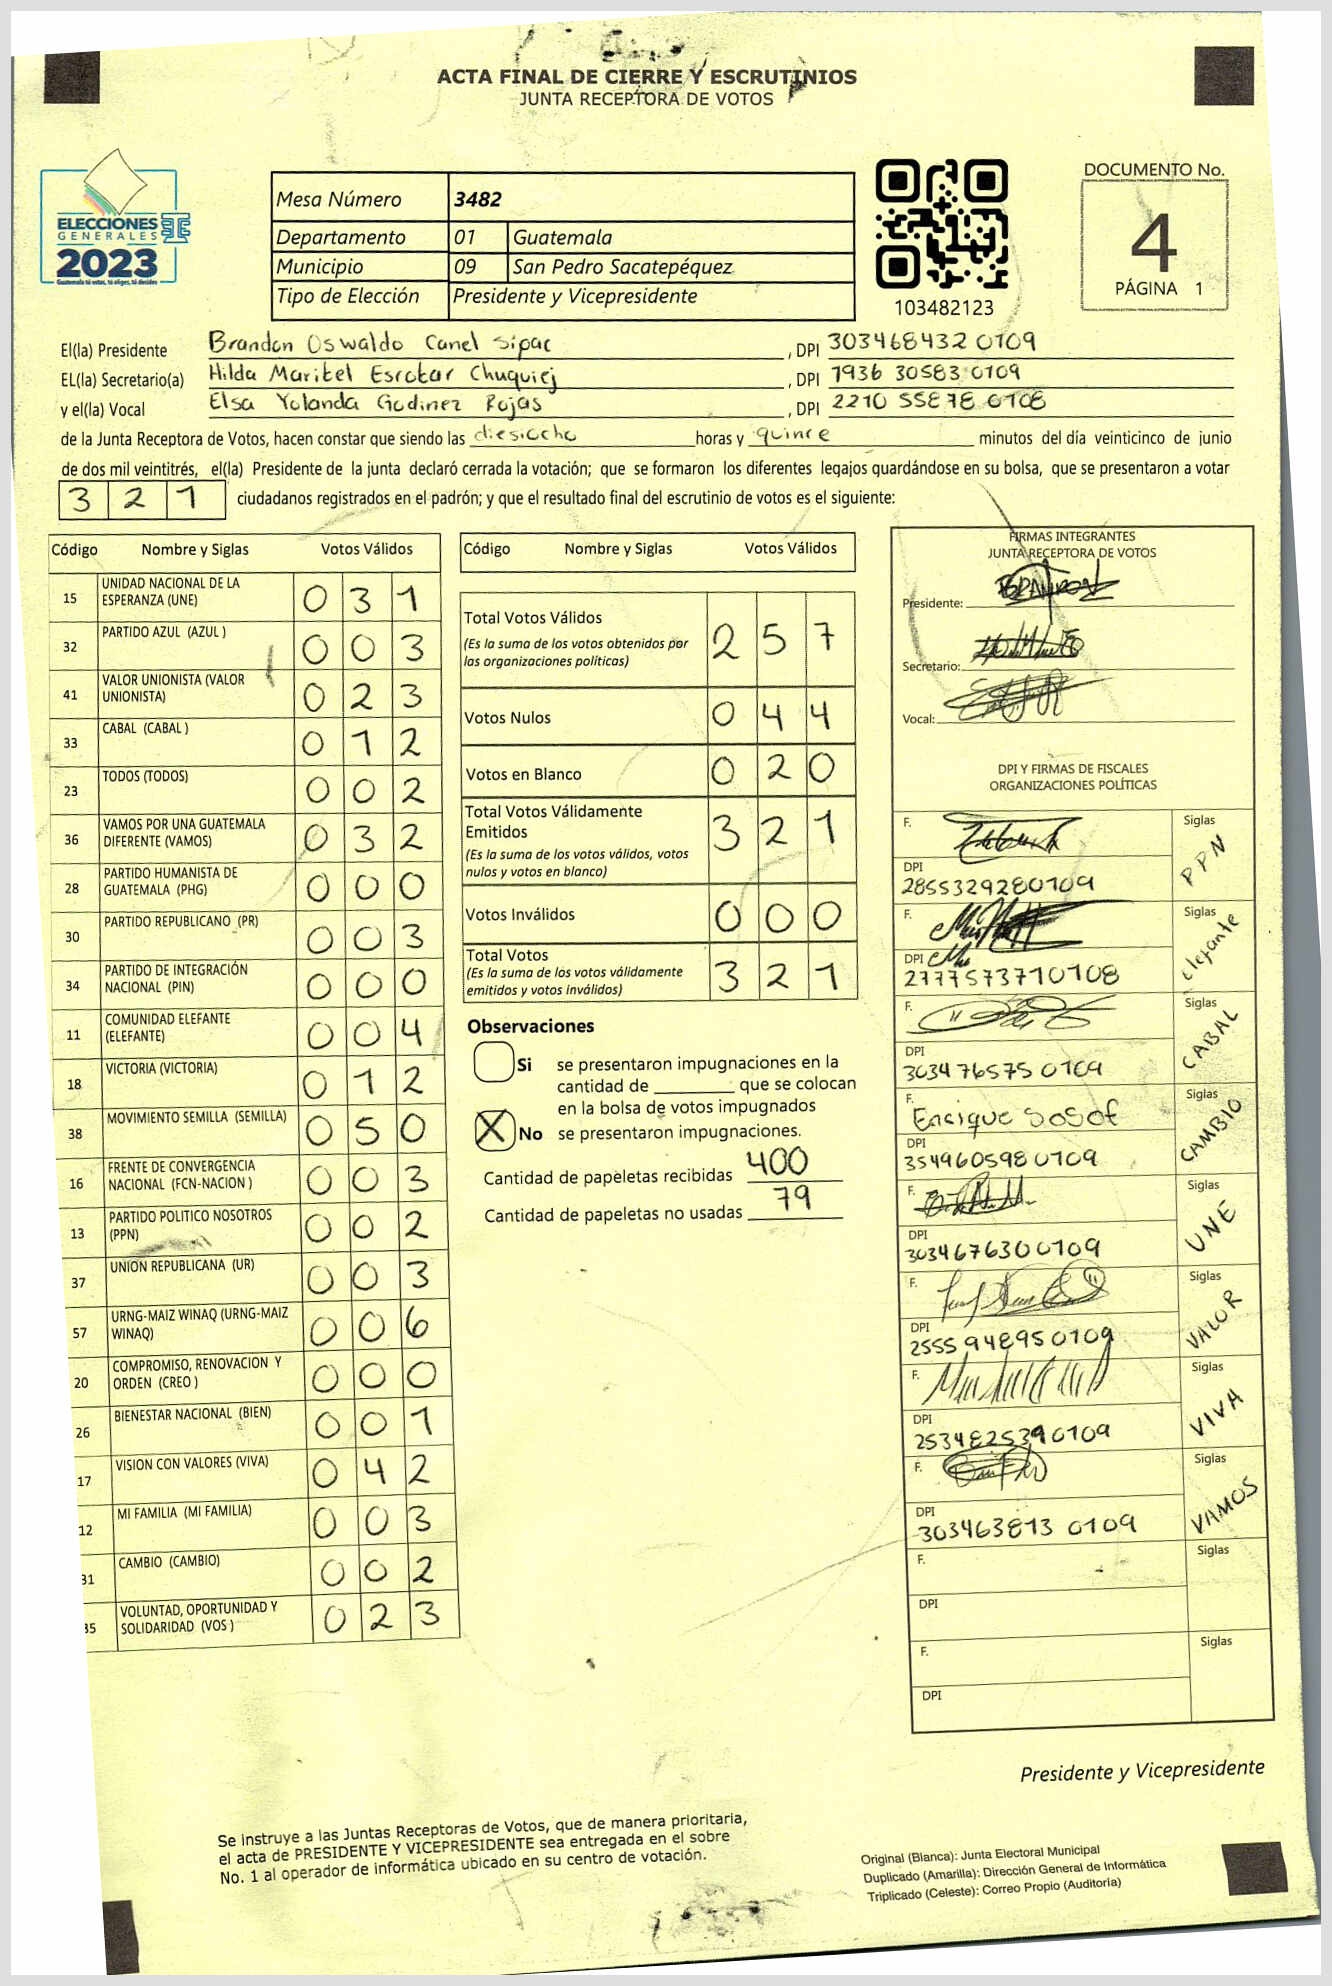 ACTA FINAL DE CIERRE Y ESCRUTINIOS
JUNTA RECEPTORA DE VOTOS
ELECCIONES
GENERALES
2023
Guatemala tú votas, tú eliges, tú decides
Mesa Número 3482
Departamento 01 Guatemala
Municipio 09 San Pedro Sacatepéquez
Tipo de Elección Presidente y Vicepresidente
103482123
DOCUMENTO No.
4
PÁGINA 1
El(la) Presidente Brandon Oswaldo Canel Sipac , DPI 303468432 0109
EL(la) Secretario(a) Hilda Maribel Escobar Chuquiej , DPI 1936 30583 0109
y el(la) Vocal Elsa Yolanda Godinez Rojas , DPI 2210 55878 0108
de la Junta Receptora de Votos, hacen constar que siendo las diesiocho horas y quince minutos del día veinticinco de junio
de dos mil veintitrés, el(la) Presidente de la junta declaró cerrada la votación; que se formaron los diferentes legajos guardándose en su bolsa, que se presentaron a votar
3 2 1 ciudadanos registrados en el padrón; y que el resultado final del escrutinio de votos es el siguiente:
Código Nombre y Siglas Votos Válidos
15 UNIDAD NACIONAL DE LA ESPERANZA (UNE) 0 3 1
32 PARTIDO AZUL (AZUL ) 0 0 3
41 VALOR UNIONISTA (VALOR UNIONISTA) 0 2 3
33 CABAL (CABAL ) 0 1 2
23 TODOS (TODOS) 0 0 2
36 VAMOS POR UNA GUATEMALA DIFERENTE (VAMOS) 0 3 2
28 PARTIDO HUMANISTA DE GUATEMALA (PHG) 0 0 0
30 PARTIDO REPUBLICANO (PR) 0 0 3
34 PARTIDO DE INTEGRACIÓN NACIONAL (PIN) 0 0 0
11 COMUNIDAD ELEFANTE (ELEFANTE) 0 0 4
18 VICTORIA (VICTORIA) 0 1 2
38 MOVIMIENTO SEMILLA (SEMILLA) 0 5 0
16 FRENTE DE CONVERGENCIA NACIONAL (FCN-NACION ) 0 0 3
13 PARTIDO POLITICO NOSOTROS (PPN) 0 0 2
37 UNION REPUBLICANA (UR) 0 0 3
57 URNG-MAIZ WINAQ (URNG-MAIZ WINAQ) 0 0 6
20 COMPROMISO, RENOVACION Y ORDEN (CREO ) 0 0 0
26 BIENESTAR NACIONAL (BIEN) 0 0 1
17 VISION CON VALORES (VIVA) 0 4 2
12 MI FAMILIA (MI FAMILIA) 0 0 3
31 CAMBIO (CAMBIO) 0 0 2
35 VOLUNTAD, OPORTUNIDAD Y SOLIDARIDAD (VOS ) 0 2 3
Código Nombre y Siglas Votos Válidos
Total Votos Válidos 2 5 7
(Es la suma de los votos obtenidos por
las organizaciones políticas)
Votos Nulos 0 4 4
Votos en Blanco 0 2 0
Total Votos Válidamente
Emitidos 3 2 1
(Es la suma de los votos válidos, votos
nulos y votos en blanco)
Votos Inválidos 0 0 0
Total Votos 3 2 1
(Es la suma de los votos válidamente
emitidos y votos inválidos)
Observaciones
Si se presentaron impugnaciones en la
cantidad de ________ que se colocan
en la bolsa de votos impugnados
X No se presentaron impugnaciones.
Cantidad de papeletas recibidas 400
Cantidad de papeletas no usadas 79
FIRMAS INTEGRANTES
JUNTA RECEPTORA DE VOTOS
Presidente:
Secretario:
Vocal:
DPI Y FIRMAS DE FISCALES
ORGANIZACIONES POLÍTICAS
F. Siglas PPN
DPI
2855329280109
F. Siglas Elefante
DPI
2777573710108
F. Siglas CABAL
DPI
303476575 0109
F. Enrique Sosof Siglas CAMBIO
DPI
354960598 0109
F. Siglas UNE
DPI
3034676300109
F. Siglas VALOR
DPI
2555948950109
F. Siglas VIVA
DPI
2534825390109
F. Siglas VAMOS
DPI
303463813 0109
F. Siglas
DPI
F. Siglas
DPI
Presidente y Vicepresidente
Se instruye a las Juntas Receptoras de Votos, que de manera prioritaria,
el acta de PRESIDENTE Y VICEPRESIDENTE sea entregada en el sobre
No. 1 al operador de informática ubicado en su centro de votación.
Original (Blanca): Junta Electoral Municipal
Duplicado (Amarilla): Dirección General de Informática
Triplicado (Celeste): Correo Propio (Auditoría)